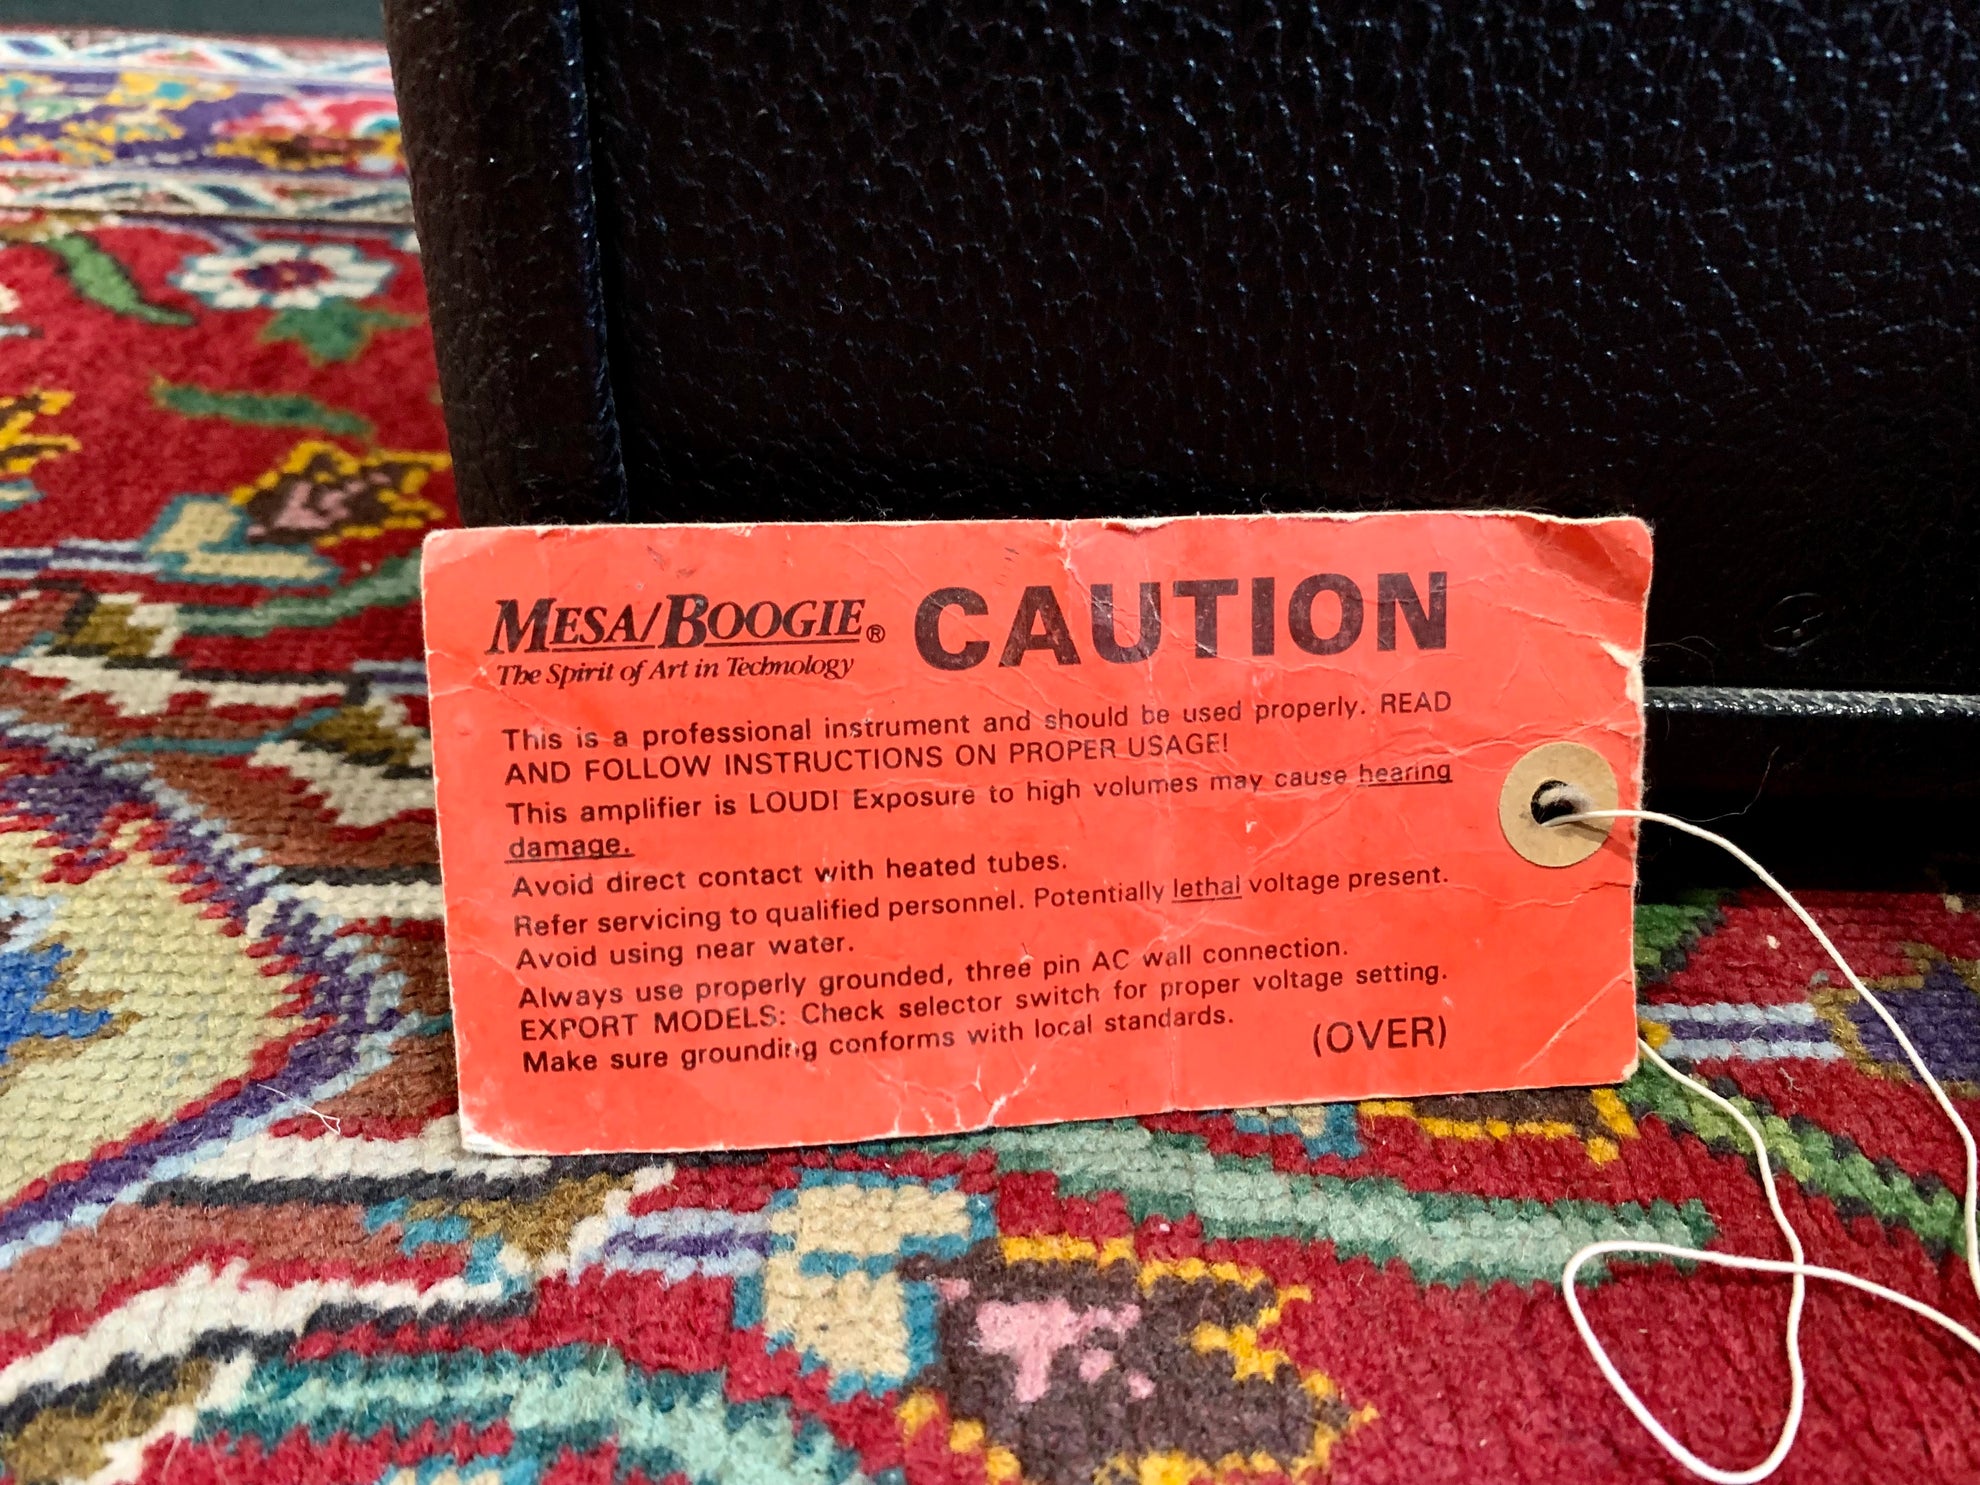 MESA/BOOGIE® CAUTION
The Spirit of Art in Technology
This is a professional instrument and should be used properly. READ
AND FOLLOW INSTRUCTIONS ON PROPER USAGE!
This amplifier is LOUD! Exposure to high volumes may cause hearing
damage.
Avoid direct contact with heated tubes.
Refer servicing to qualified personnel. Potentially lethal voltage present.
Avoid using near water.
Always use properly grounded, three pin AC wall connection.
EXPORT MODELS: Check selector switch for proper voltage setting.
Make sure grounding conforms with local standards.
(OVER)